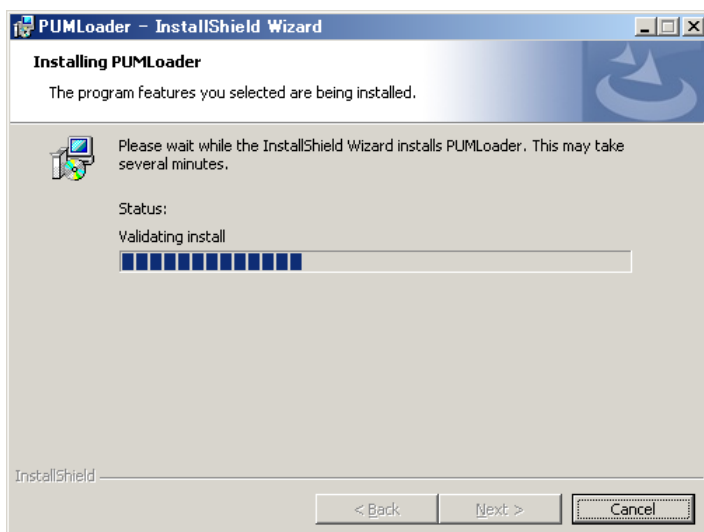 PUMLoader - InstallShield Wizard
Installing PUMLoader
The program features you selected are being installed.
Please wait while the InstallShield Wizard installs PUMLoader. This may take
several minutes.
Status:
Validating install
InstallShield
< Back
Next >
Cancel